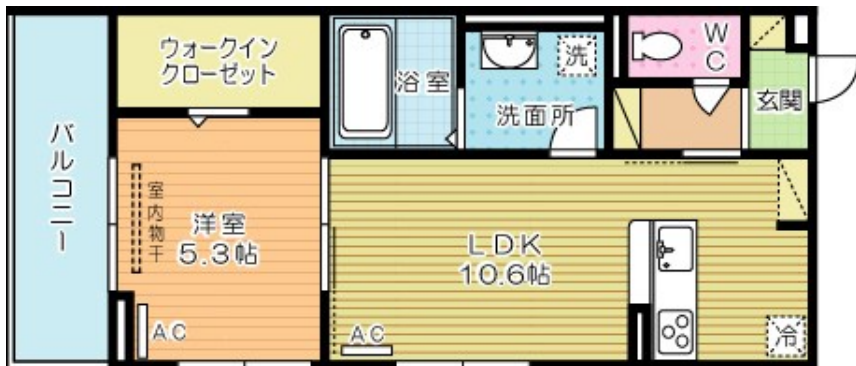 ウォークイン
クローゼット
浴室
洗
洗面所
WC
玄関
バルコニー
室内物干
洋室
5.3帖
LDK
10.6帖
AC
AC
冷